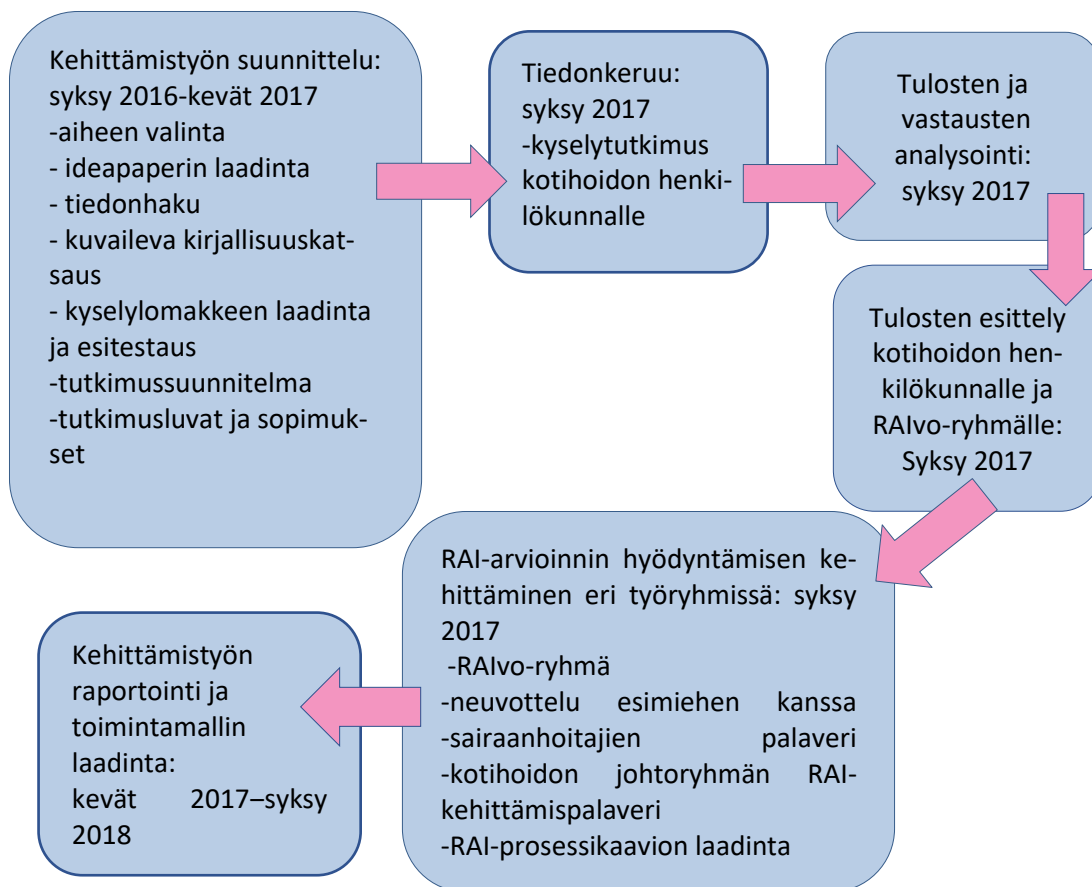 Kehittämistyön suunnittelu:
syksy 2016-kevät 2017
-aiheen valinta
- ideapaperin laadinta
- tiedonhaku
- kuvaileva kirjallisuuskat-
saus
- kyselylomakkeen laadinta
ja esitestaus
-tutkimussuunnitelma
-tutkimusluvat ja sopimuk-
set
Tiedonkeruu:
syksy 2017
-kyselytutkimus
kotihoidon henki-
lökunnalle
Tulosten ja
vastausten
analysointi:
syksy 2017
Tulosten esittely
kotihoidon hen-
kilökunnalle ja
RAIvo-ryhmälle:
Syksy 2017
RAI-arvioinnin hyödyntämisen ke-
hittäminen eri työryhmissä: syksy
2017
-RAIvo-ryhmä
-neuvottelu esimiehen kanssa
-sairaanhoitajien palaveri
-kotihoidon johtoryhmän RAI-
kehittämispalaveri
-RAI-prosessikaavion laadinta
Kehittämistyön
raportointi ja
toimintamallin
laadinta:
kevät 2017–syksy
2018